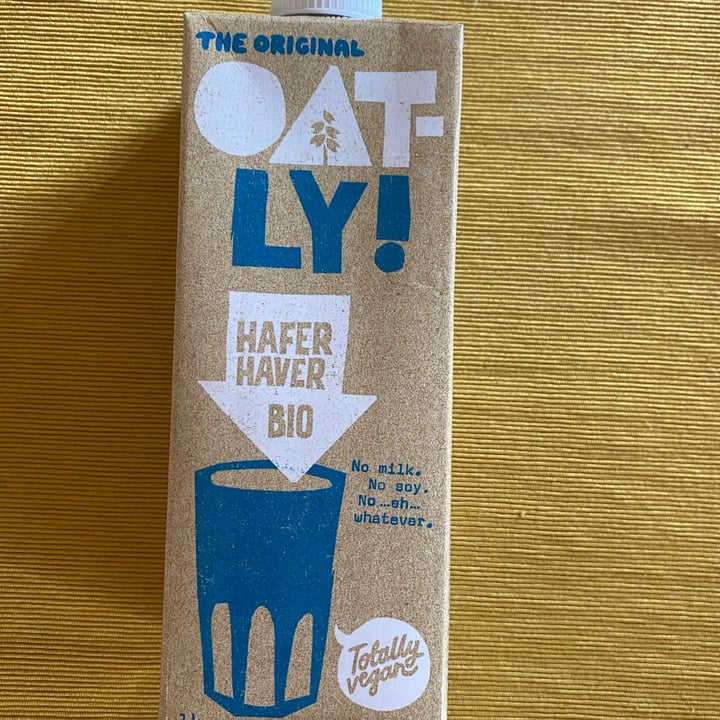 THE ORIGINAL
OAT-
LY!
HAFER
HAVER
BIO
No milk.
No soy.
No ...eh...
whatever.
Totally
vegan